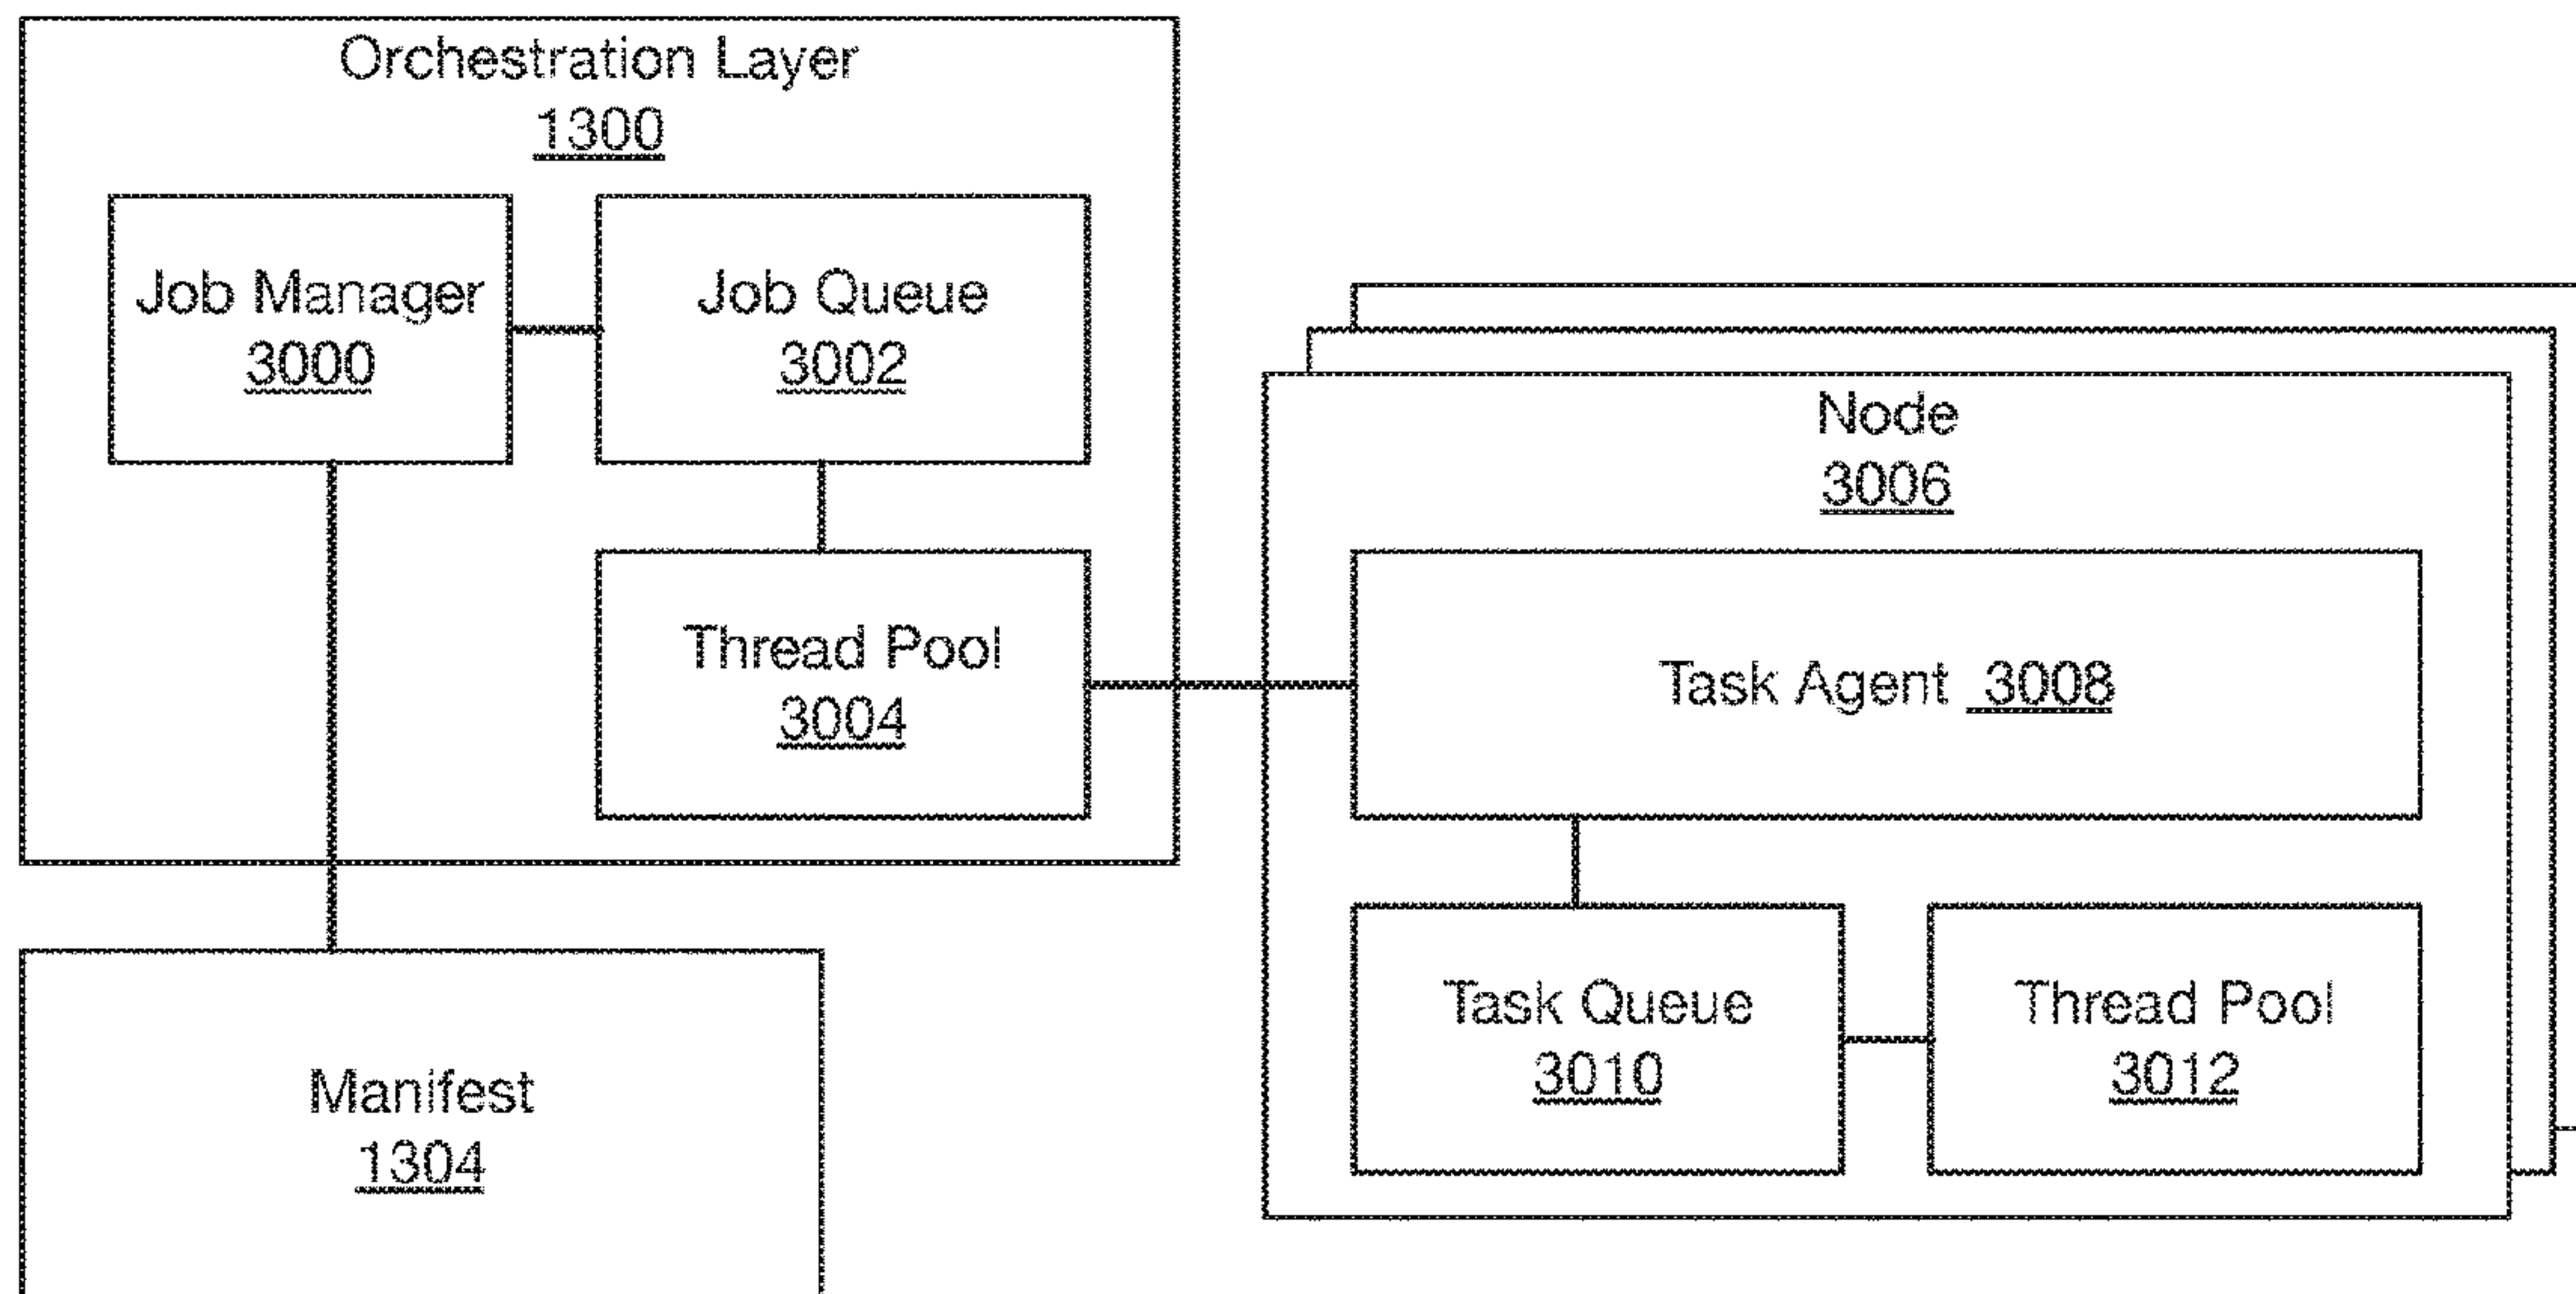 Orchestration Layer
1300
Job Manager
3000
Job Queue
3002
Thread Pool
3004
Manifest
1304
Node
3006
Task Agent 3008
Task Queue
3010
Thread Pool
3012